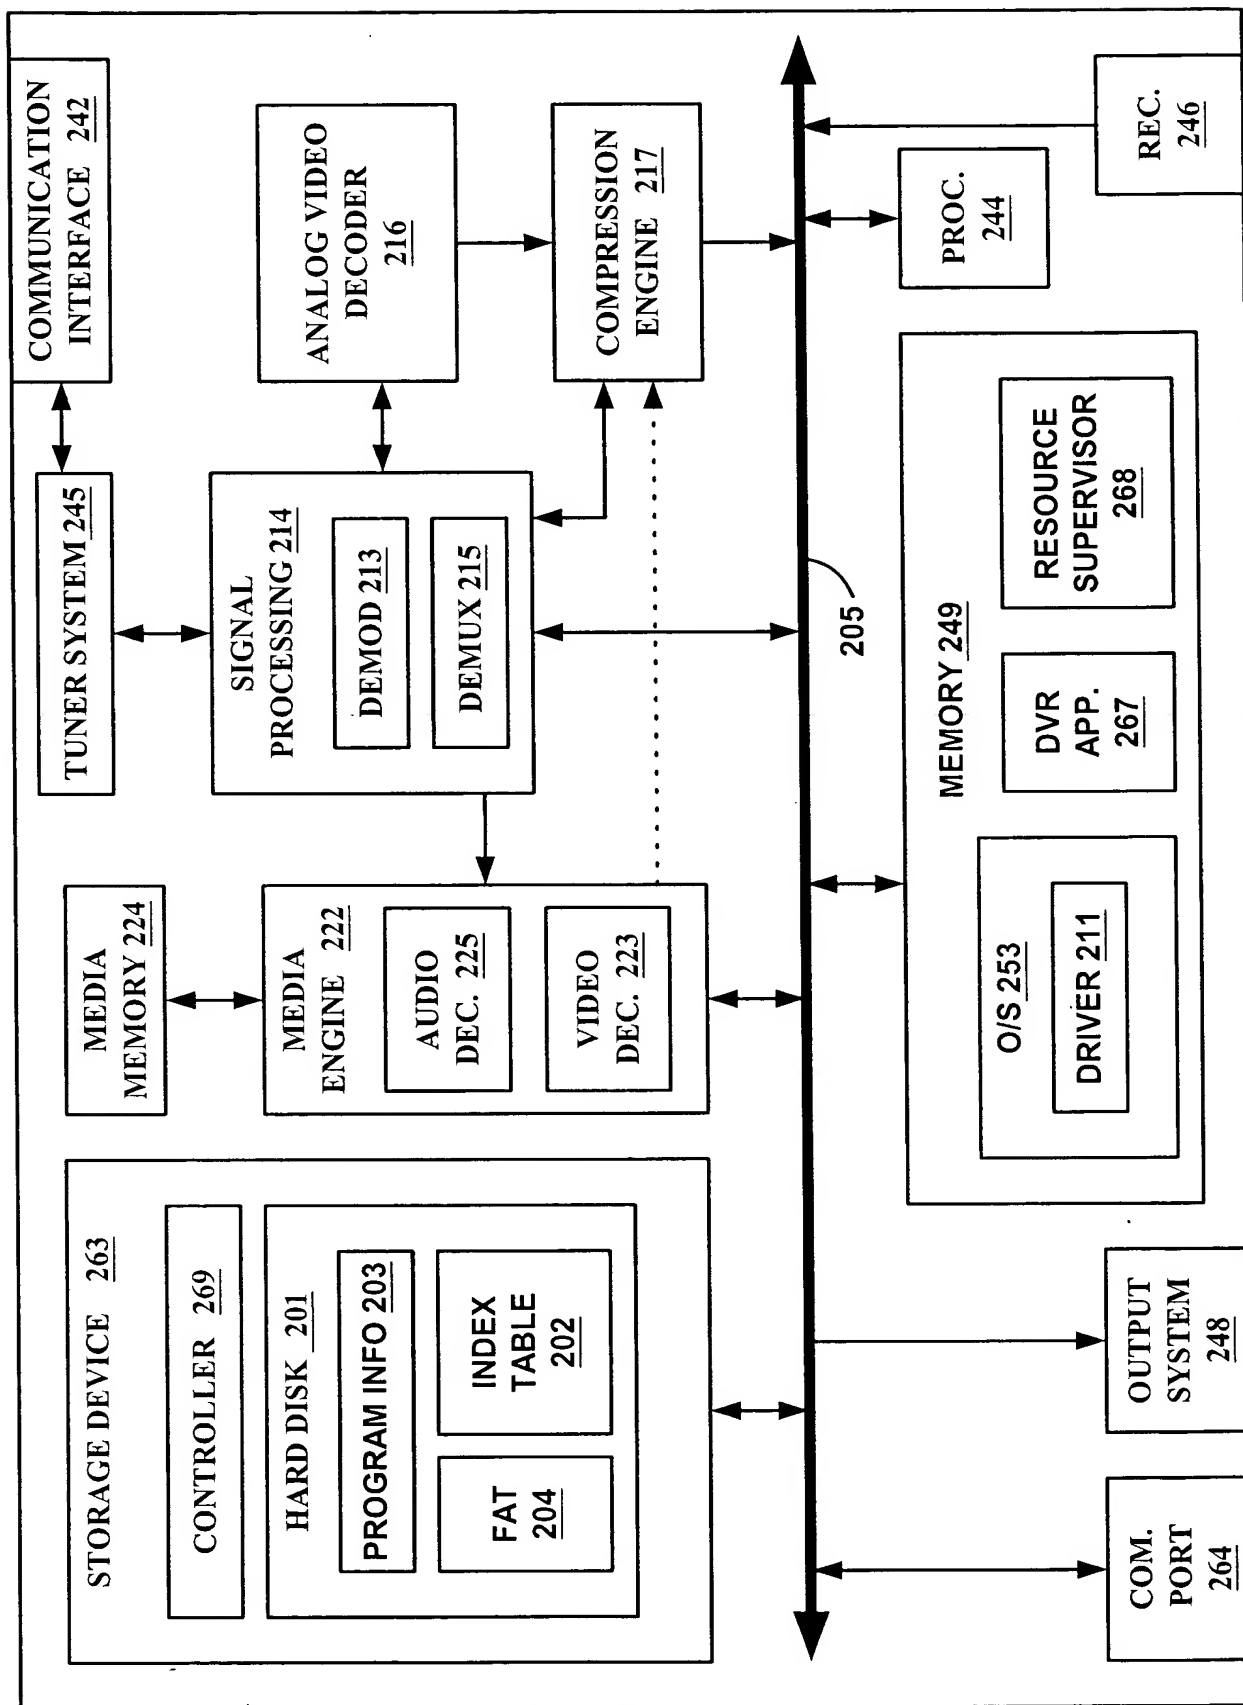 STORAGE DEVICE 263
CONTROLLER 269
HARD DISK 201
PROGRAM INFO 203
FAT
204
INDEX
TABLE
202
MEDIA
MEMORY 224
MEDIA
ENGINE 222
AUDIO
DEC. 225
VIDEO
DEC. 223
TUNER SYSTEM 245
SIGNAL
PROCESSING 214
DEMOD 213
DEMUX 215
COMMUNICATION
INTERFACE 242
ANALOG VIDEO
DECODER
216
COMPRESSION
ENGINE 217
205
COM.
PORT
264
OUTPUT
SYSTEM
248
MEMORY 249
O/S 253
DRIVER 211
DVR
APP.
267
RESOURCE
SUPERVISOR
268
PROC.
244
REC.
246